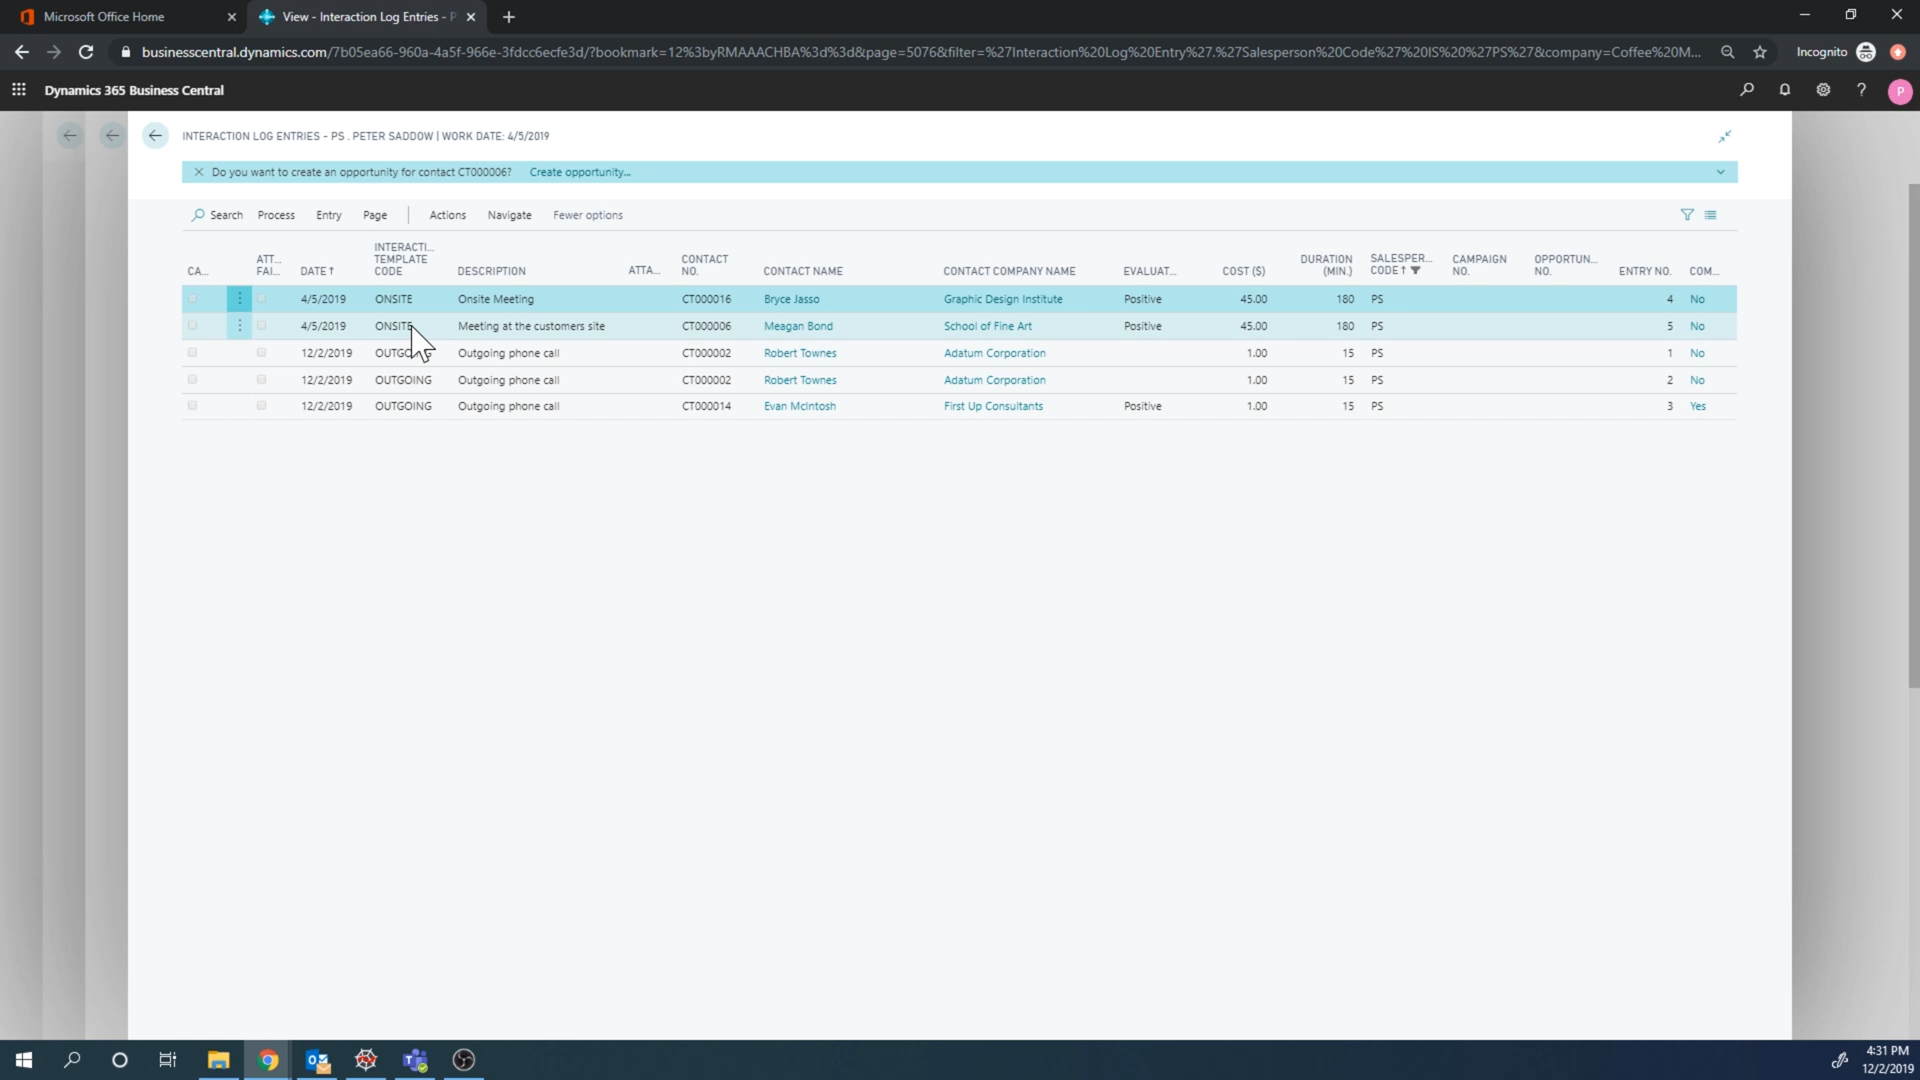 Microsoft Office Home
View - Interaction Log Entries - P
businesscentral.dynamics.com/7b05ea66-960a-4a5f-966e-3fdcc6ecfe3d/?bookmark=12%3byRMAAACHBA%3d%3d&page=5076&filter=%27Interaction%20Log%20Entry%27.%27Salesperson%20Code%27%20IS%20%27PS%27&company=Coffee%20M...
Incognito
Dynamics 365 Business Central
P
INTERACTION LOG ENTRIES - PS . PETER SADDOW | WORK DATE: 4/5/2019
Do you want to create an opportunity for contact CT000006? Create opportunity...
Search Process Entry Page Actions Navigate Fewer options
CA... ATT... FAI... DATE↑ INTERACTI... TEMPLATE CODE DESCRIPTION ATTA... CONTACT NO. CONTACT NAME CONTACT COMPANY NAME EVALUAT... COST ($) DURATION (MIN.) SALESPER... CODE↑ CAMPAIGN NO. OPPORTUN... NO. ENTRY NO. COM...
4/5/2019 ONSITE Onsite Meeting CT000016 Bryce Jasso Graphic Design Institute Positive 45.00 180 PS 4 No
4/5/2019 ONSITE Meeting at the customers site CT000006 Meagan Bond School of Fine Art Positive 45.00 180 PS 5 No
12/2/2019 Outgoing phone call CT000002 Robert Townes Adatum Corporation 1.00 15 PS 1 No
12/2/2019 OUTGOING Outgoing phone call CT000002 Robert Townes Adatum Corporation 1.00 15 PS 2 No
12/2/2019 OUTGOING Outgoing phone call CT000014 Evan McIntosh First Up Consultants Positive 1.00 15 PS 3 Yes
4:31 PM
12/2/2019